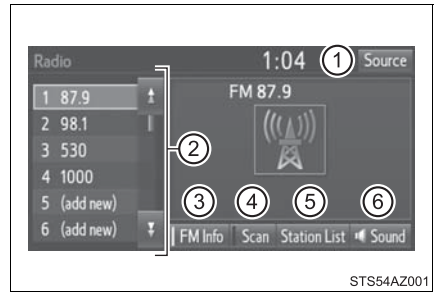 Radio 1:04 1 Source
1 87.9
2 98.1
3 530
4 1000
5 (add new)
6 (add new)
2
FM 87.9
3 4 5 6
FM Info Scan Station List Sound
STS54AZ001